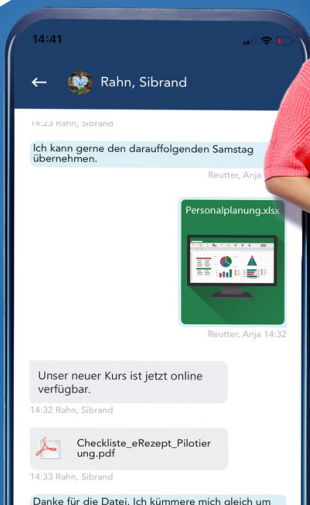 14:41
Rahn, Sibrand
14:23 Rahn, Sibrand
Ich kann gerne den darauffolgenden Samstag
übernehmen.
Reutter, Anja
Personalplanung.xlsx
Reutter, Anja 14:32
Unser neuer Kurs ist jetzt online
verfügbar.
14:32 Rahn, Sibrand
Checkliste_eRezept_Pilotier
ung.pdf
14:33 Rahn, Sibrand
Danke für die Datei. Ich kümmere mich gleich um